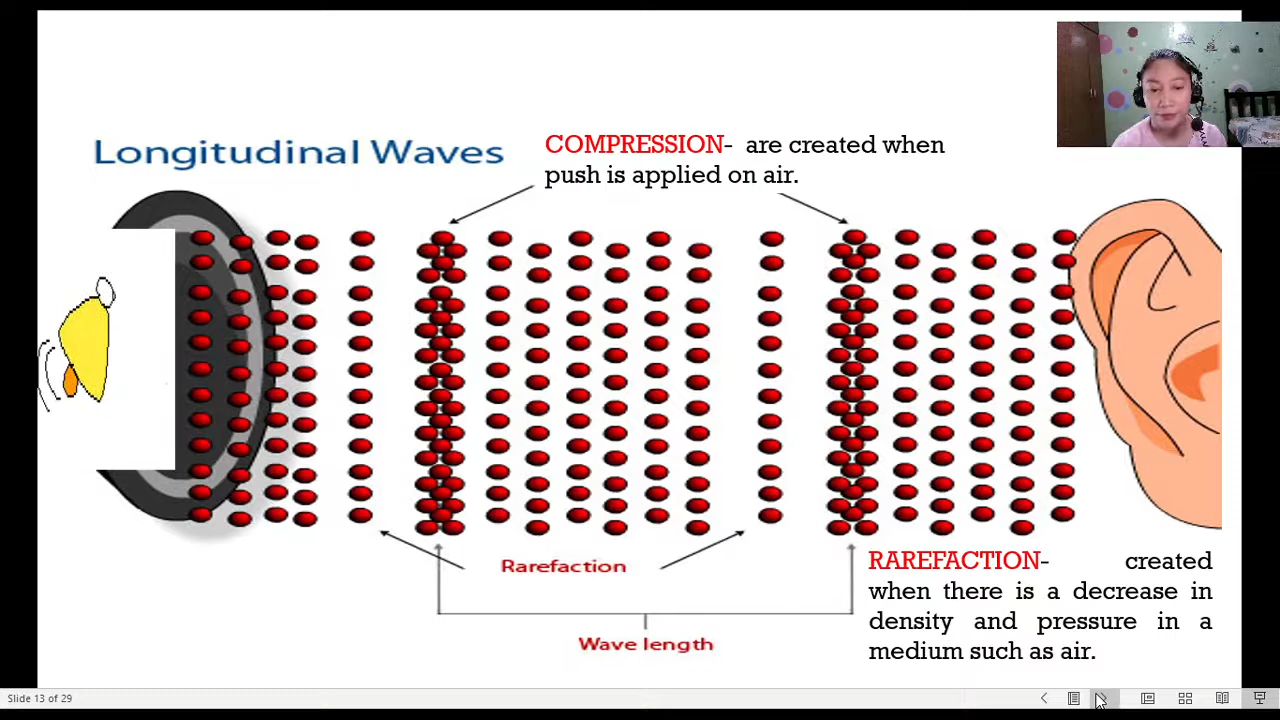 Longitudinal Waves
COMPRESSION- are created when
push is applied on air.
Rarefaction
Wave length
RAREFACTION- created
when there is a decrease in
density and pressure in a
medium such as air.
Slide 13 of 29